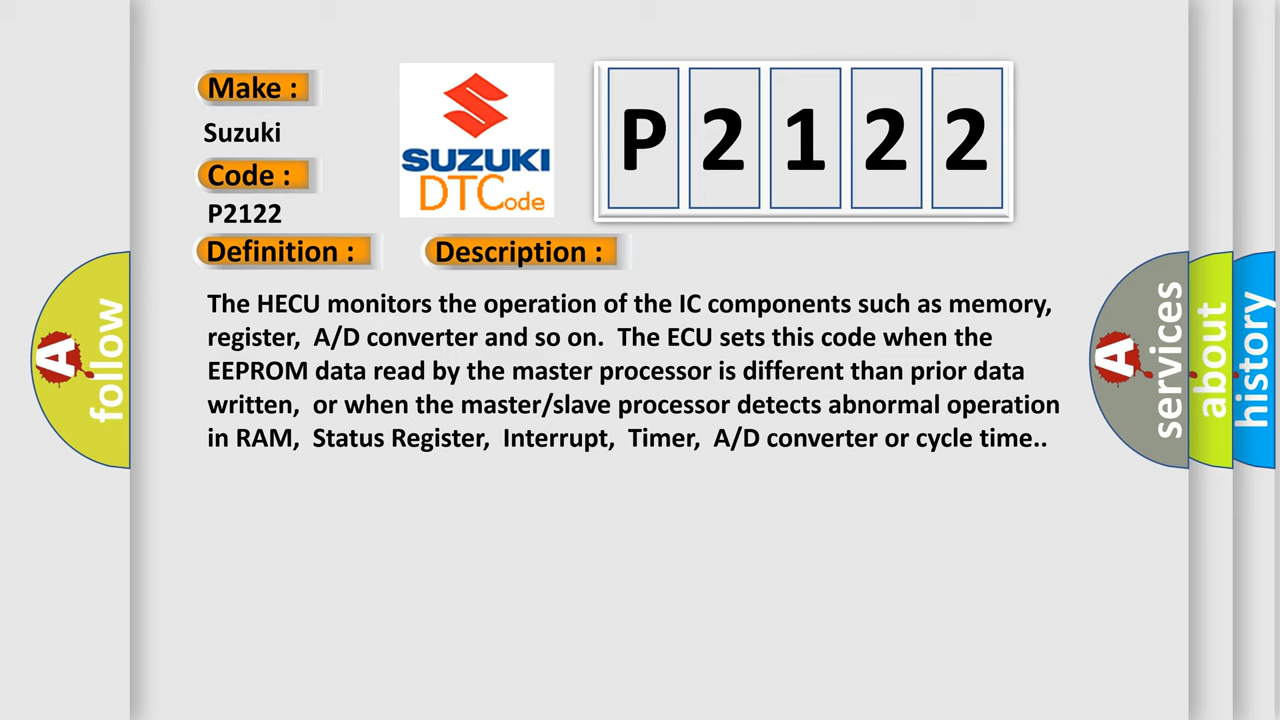 Make :
Suzuki
Code :
P2122
Definition :
Description :
SUZUKI
DTCode
P 2 1 2 2
The HECU monitors the operation of the IC components such as memory,
register, A/D converter and so on The ECU sets this code when the
EEPROM data read by the master processor is different than prior data
written, or when the master/slave processor detects abnormal operation
in RAM, Status Register, Interrupt, Timer, A/D converter or cycle time..
A follow
A services
about
history